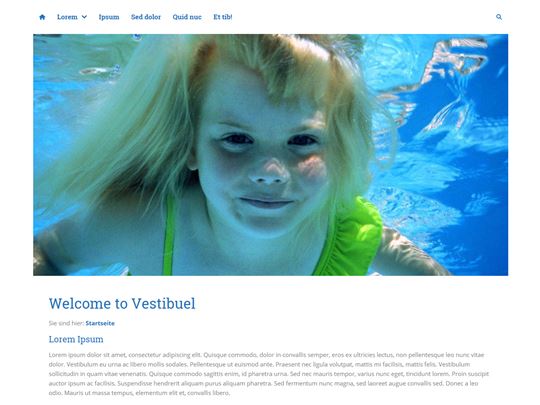 Lorem Ipsum Sed dolor Quid nuc Et tib!
Welcome to Vestibuel
Sie sind hier: Startseite
Lorem Ipsum
Lorem ipsum dolor sit amet, consectetur adipiscing elit. Quisque commodo, dolor in convallis semper, eros ex ultricies lectus, non pellentesque leo nunc vitae
dolor. Vestibulum eu urna ac libero mollis sodales. Pellentesque ut euismod ante. Praesent nec ligula volutpat, mattis mi facilisis, mattis felis. Vestibulum
sollicitudin in quam vitae venenatis. Quisque commodo sagittis enim, id pharetra urna. Sed nec mauris tempor, varius nunc eget, tincidunt lorem. Proin suscipit
auctor ipsum ac facilisis. Suspendisse hendrerit aliquam purus aliquam pharetra. Sed fermentum nunc magna, sed laoreet augue convallis sed. Donec a leo
odio. Mauris ut massa tempus, elementum elit et, convallis libero.